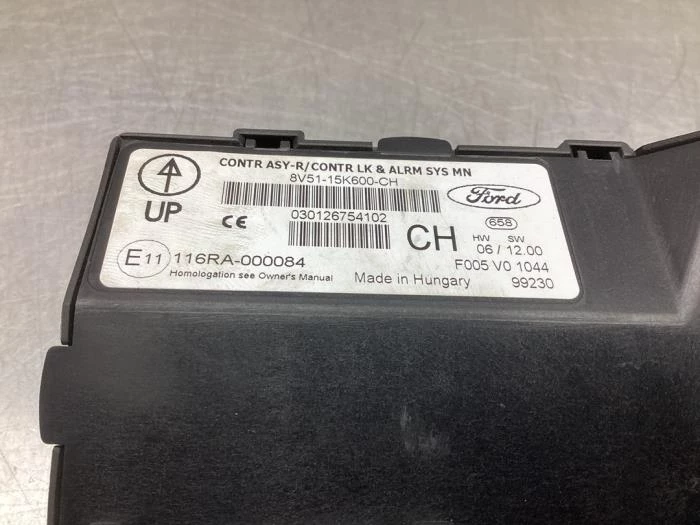 CONTR ASY-R/CONTR LK & ALRM SYS MN
8V51-15K600-CH
UP
CE
030126754102
CH
Ford
658
HW SW
06 / 12.00
E11 116RA-000084
F005 V0 1044
Homologation see Owner's Manual
Made in Hungary
99230